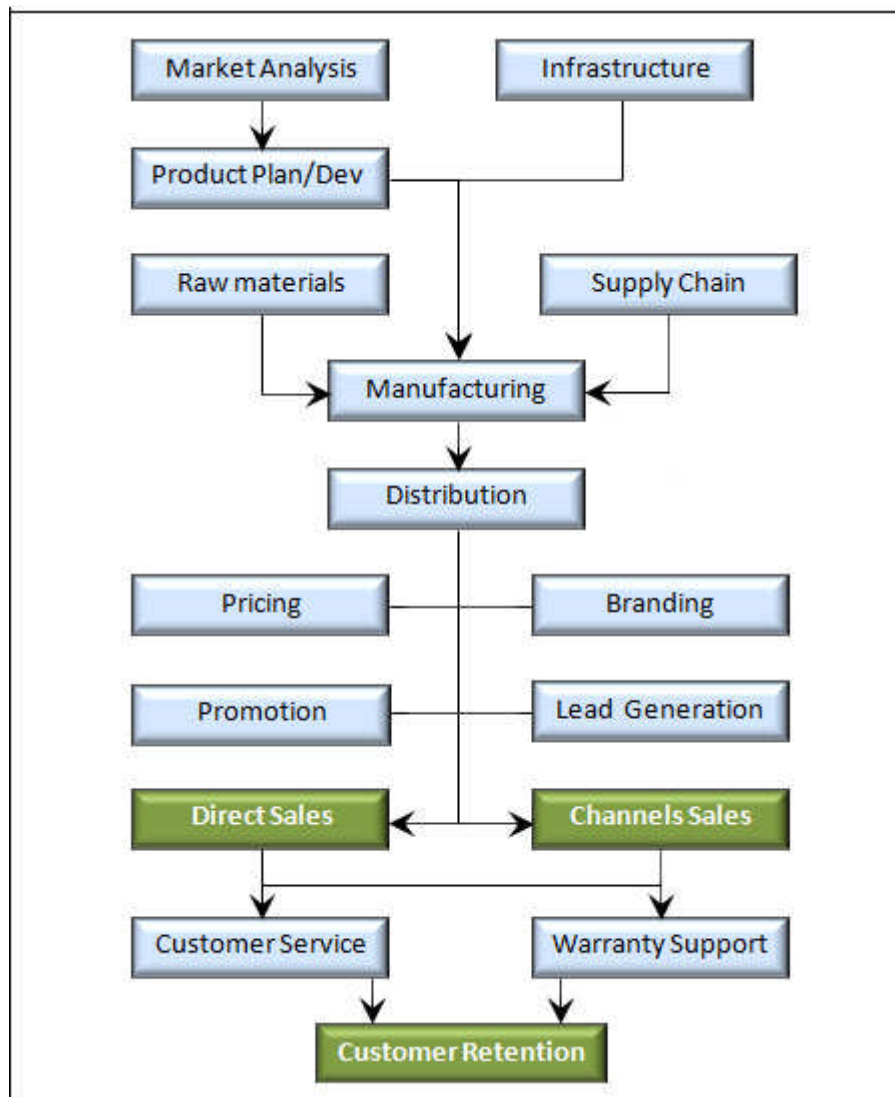 Market Analysis
Infrastructure
Product Plan/Dev
Raw materials
Supply Chain
Manufacturing
Distribution
Pricing
Branding
Promotion
Lead Generation
Direct Sales
Channels Sales
Customer Service
Warranty Support
Customer Retention